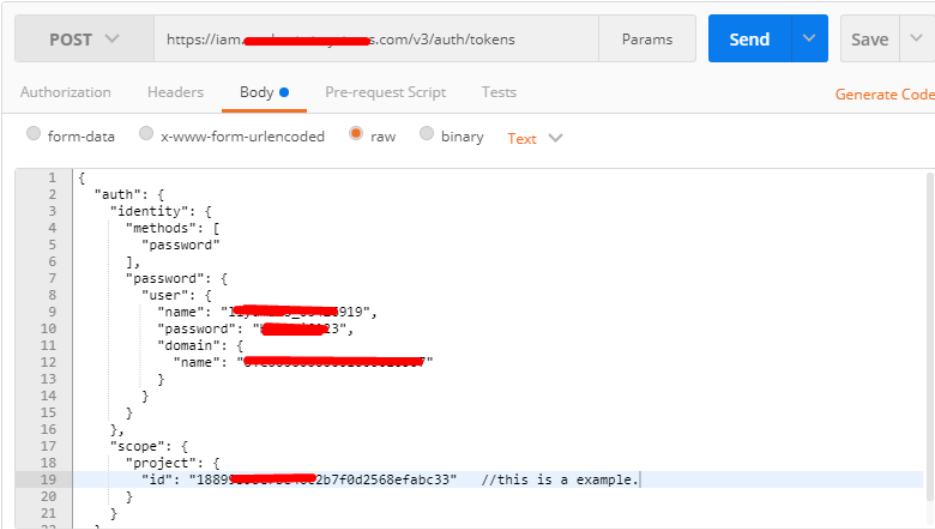 POST https://iam. s.com/v3/auth/tokens Params Send Save
Authorization Headers Body Pre-request Script Tests Generate Code
form-data x-www-form-urlencoded raw binary Text
1 {
2 "auth": {
3 "identity": {
4 "methods": [
5 "password"
6 ],
7 "password": {
8 "user": {
9 "name": " 919",
10 "password": " 23",
11 "domain": {
12 "name": " 7"
13 }
14 }
15 }
16 },
17 "scope": {
18 "project": {
19 "id": "1889 2b7f0d2568efabc33" //this is a example.
20 }
21 }